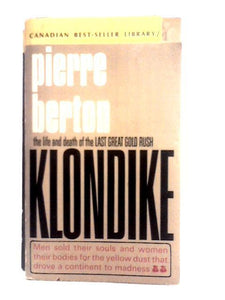 CANADIAN BEST-SELLER LIBRARY
pierre
berton
the life and death of the LAST GREAT GOLD RUSH
KLONDIKE
Men sold their souls and women
their bodies for the yellow dust that
drove a continent to madness